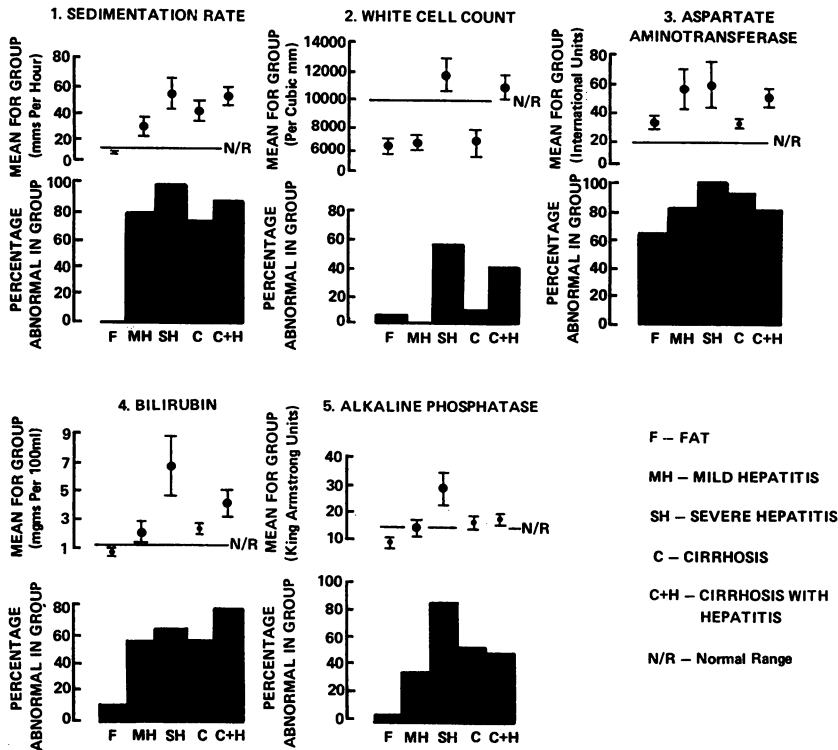 1. SEDIMENTATION RATE
MEAN FOR GROUP
(mms Per Hour)
80
60
40
20
0
N/R
PERCENTAGE
ABNORMAL IN GROUP
100
80
60
40
20
0
F MH SH C C+H
2. WHITE CELL COUNT
MEAN FOR GROUP
(Per Cubic mm)
14000
12000
10000
8000
6000
0
N/R
PERCENTAGE
ABNORMAL IN GROUP
80
60
40
20
0
F MH SH C C+H
3. ASPARTATE
AMINOTRANSFERASE
MEAN FOR GROUP
(International Units)
80
60
40
20
0
N/R
PERCENTAGE
ABNORMAL IN GROUP
100
80
60
40
20
0
F MH SH C C+H
4. BILIRUBIN
MEAN FOR GROUP
(mgms Per 100ml)
9
7
5
3
1
N/R
PERCENTAGE
ABNORMAL IN GROUP
80
60
40
20
0
F MH SH C C+H
5. ALKALINE PHOSPHATASE
MEAN FOR GROUP
(King Armstrong Units)
40
30
20
10
N/R
PERCENTAGE
ABNORMAL IN GROUP
100
80
60
40
20
0
F MH SH C C+H
F – FAT
MH – MILD HEPATITIS
SH – SEVERE HEPATITIS
C – CIRRHOSIS
C+H – CIRRHOSIS WITH
HEPATITIS
N/R – Normal Range